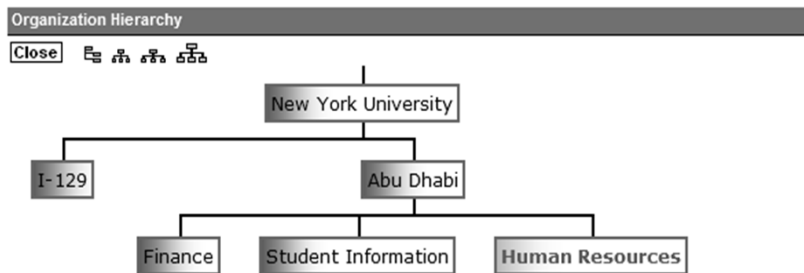 Organization Hierarchy
Close
New York University
I-129
Abu Dhabi
Finance
Student Information
Human Resources